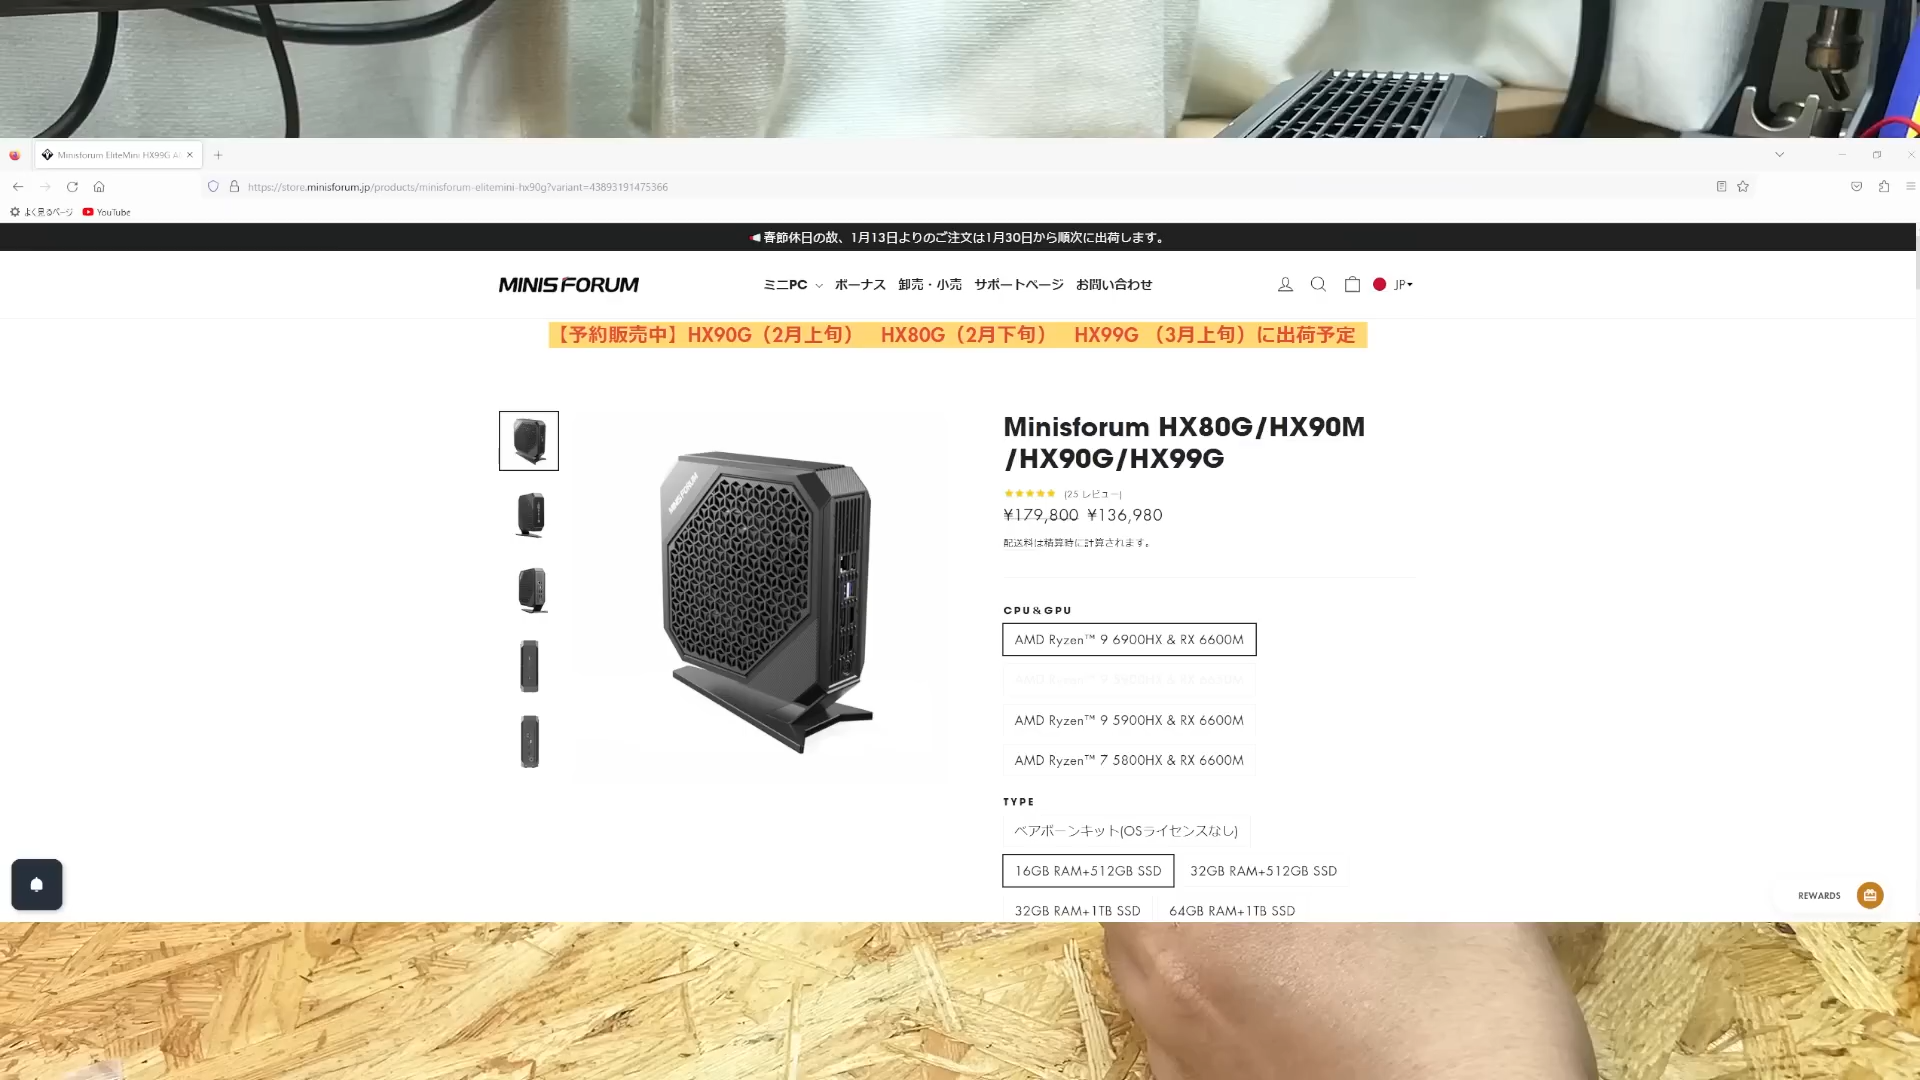 Minisforum EliteMini HX99G A
https://store.minisforum.jp/products/minisforum-elitemini-hx90g?variant=43893191475366
よく見るページ YouTube
春節休日の故、1月13日よりのご注文は1月30日から順次に出荷します。
MINISFORUM ミニPC ボーナス 卸売・小売 サポートページ お問い合わせ JP
【予約販売中】HX90G（2月上旬） HX80G（2月下旬） HX99G （3月上旬）に出荷予定
MINISFORUM
Minisforum HX80G/HX90M
/HX90G/HX99G
(25 レビュー)
¥179,800 ¥136,980
配送料は積算時に計算されます。
CPU&GPU
AMD Ryzen™ 9 6900HX & RX 6600M
AMD Ryzen™ 9 5900HX & RX 6600M
AMD Ryzen™ 7 5800HX & RX 6600M
TYPE
ベアボーンキット(OSライセンスなし)
16GB RAM+512GB SSD 32GB RAM+512GB SSD
32GB RAM+1TB SSD 64GB RAM+1TB SSD
REWARDS